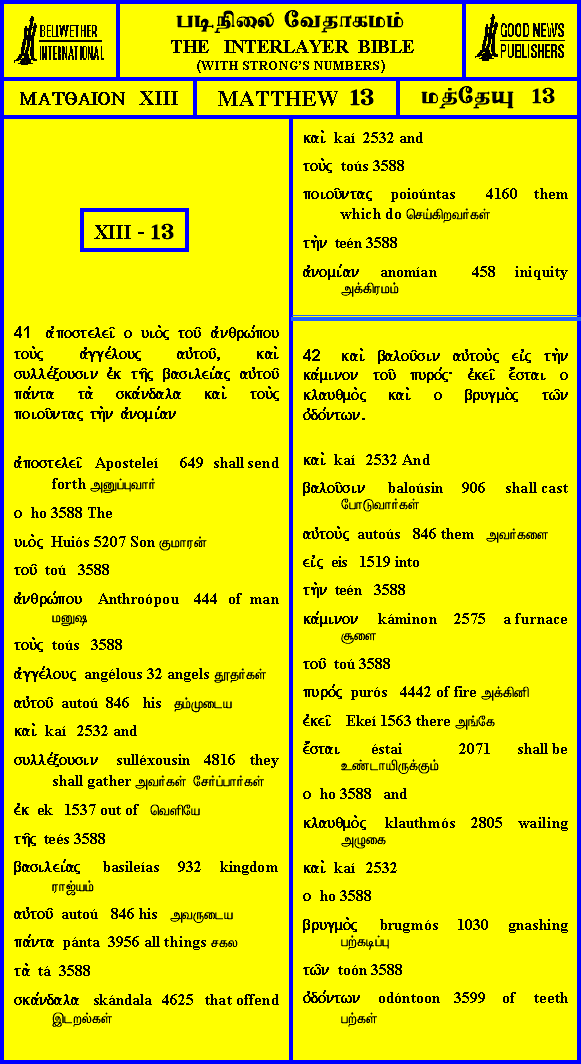 BELLWETHER
INTERNATIONAL
படிநிலை வேதாகமம்
THE INTERLAYER BIBLE
(WITH STRONG'S NUMBERS)
GOOD NEWS
PUBLISHERS
ΜΑΤΘΑΙΟΝ XIII
MATTHEW 13
மத்தேயு 13
XIII - 13
41 ἀποστελεῖ ο υιὸς τοῦ ἀνθρώπου
τοὺς ἀγγέλους αὐτοῦ, καὶ
συλλέξουσιν ἐκ τῆς βασιλείας αὐτοῦ
πάντα τὰ σκάνδαλα καὶ τοὺς
ποιοῦντας τὴν ἀνομίαν
ἀποστελεῖ Aposteleí 649 shall send
forth அனுப்புவார்
ο ho 3588 The
υιὸς Huiós 5207 Son குமாரன்
τοῦ toú 3588
ἀνθρώπου Anthroópou 444 of man
மனுஷ
τοὺς toús 3588
ἀγγέλους angélous 32 angels தூதர்கள்
αὐτοῦ autoú 846 his தம்முடைய
καὶ kaí 2532 and
συλλέξουσιν sulléxousin 4816 they
shall gather அவர்கள் சேர்ப்பார்கள்
ἐκ ek 1537 out of வெளியே
τῆς teés 3588
βασιλείας basileías 932 kingdom
ராஜ்யம்
αὐτοῦ autoú 846 his அவருடைய
πάντα pánta 3956 all things சகல
τὰ tá 3588
σκάνδαλα skándala 4625 that offend
இடறல்கள்
καὶ kaí 2532 and
τοὺς toús 3588
ποιοῦντας poioúntas 4160 them
which do செய்கிறவர்கள்
τὴν teén 3588
ἀνομίαν anomían 458 iniquity
அக்கிரமம்
42 καὶ βαλοῦσιν αὐτοὺς εἰς τὴν
κάμινον τοῦ πυρός· ἐκεῖ ἔσται ο
κλαυθμὸς καὶ ο βρυγμὸς τῶν
ὀδόντων.
καὶ kaí 2532 And
βαλοῦσιν baloúsin 906 shall cast
போடுவார்கள்
αὐτοὺς autoús 846 them அவர்களை
εἰς eis 1519 into
τὴν teén 3588
κάμινον káminon 2575 a furnace
சூளை
τοῦ toú 3588
πυρός purós 4442 of fire அக்கினி
ἐκεῖ Ekeí 1563 there அங்கே
ἔσται éstai 2071 shall be
உண்டாயிருக்கும்
ο ho 3588 and
κλαυθμὸς klauthmós 2805 wailing
அழுகை
καὶ kaí 2532
ο ho 3588
βρυγμὸς brugmós 1030 gnashing
பற்கடிப்பு
τῶν toón 3588
ὀδόντων odóntoon 3599 of teeth
பற்கள்